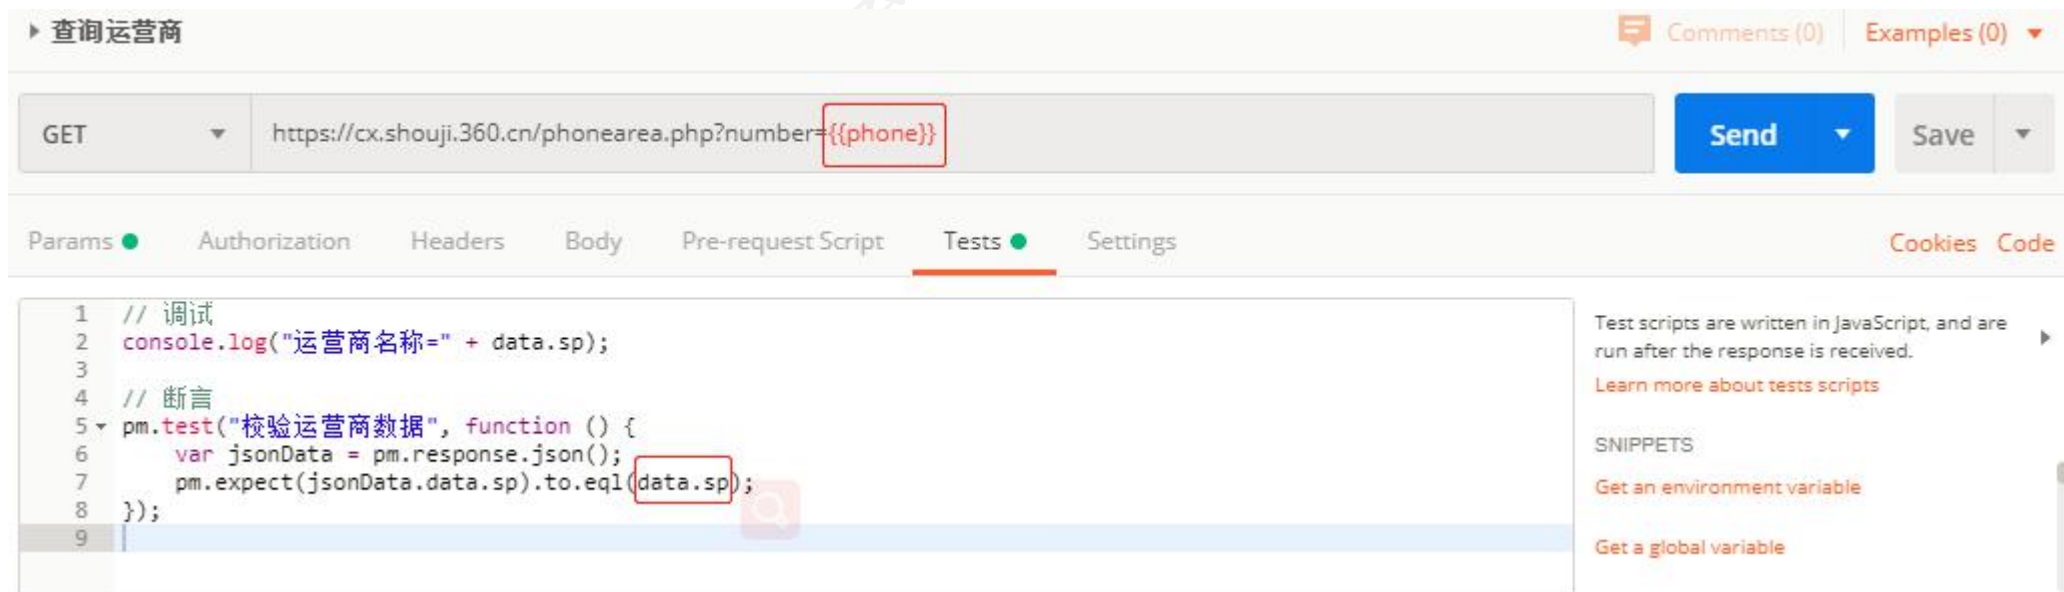 查询运营商
Comments (0) Examples (0)
GET https://cx.shouji.360.cn/phonearea.php?number={{phone}} Send Save
Params Authorization Headers Body Pre-request Script Tests Settings Cookies Code
1 // 调试
2 console.log("运营商名称=" + data.sp);
3
4 // 断言
5 pm.test("校验运营商数据", function () {
6 var jsonData = pm.response.json();
7 pm.expect(jsonData.data.sp).to.eql(data.sp);
8 });
9
Test scripts are written in JavaScript, and are
run after the response is received.
Learn more about tests scripts
SNIPPETS
Get an environment variable
Get a global variable